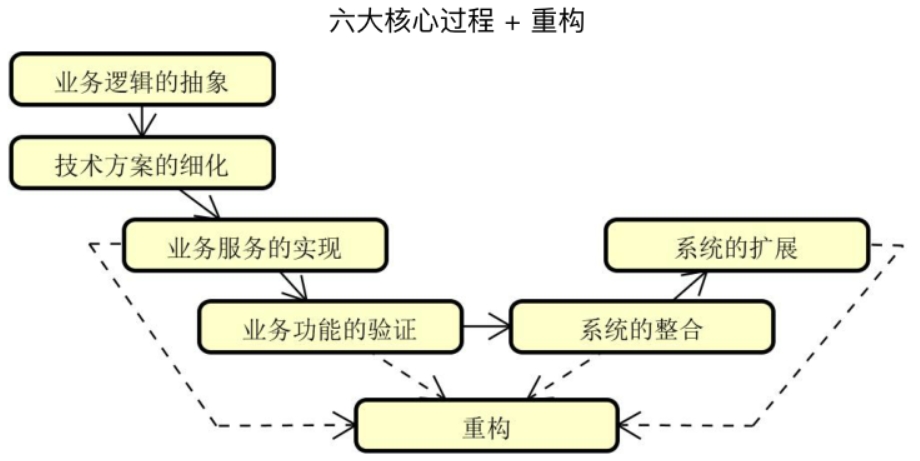 六大核心过程 + 重构
业务逻辑的抽象
技术方案的细化
业务服务的实现
系统的扩展
业务功能的验证
系统的整合
重构